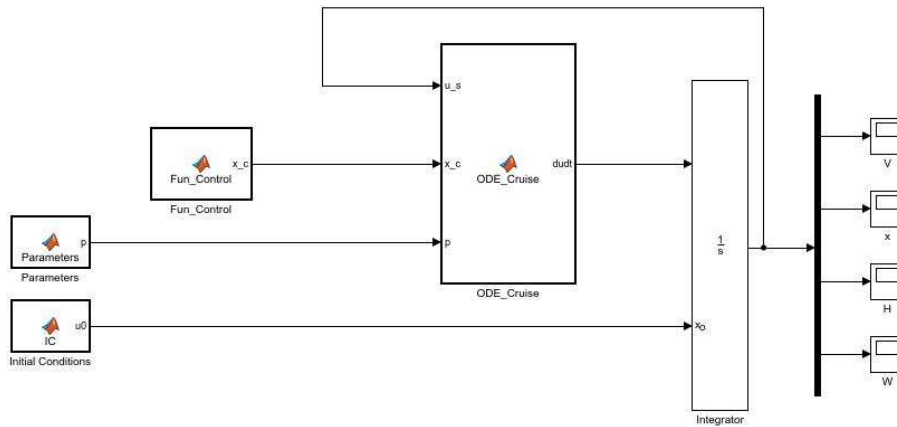 u_s
x_c
Fun_Control
Fun_Control
x_c
ODE_Cruise
dudt
p
Parameters
Parameters
p
ODE_Cruise
u0
IC
Initial Conditions
1
s
xo
Integrator
V
x
H
W